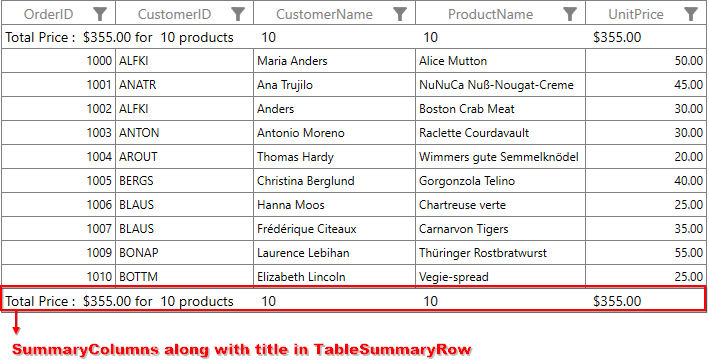 OrderID CustomerID CustomerName ProductName UnitPrice
Total Price : $355.00 for 10 products 10 10 $355.00
1000 ALFKI Maria Anders Alice Mutton 50.00
1001 ANATR Ana Trujilo NuNuCa Nuß-Nougat-Creme 45.00
1002 ALFKI Anders Boston Crab Meat 30.00
1003 ANTON Antonio Moreno Raclette Courdavault 30.00
1004 AROUT Thomas Hardy Wimmers gute Semmelknödel 20.00
1005 BERGS Christina Berglund Gorgonzola Telino 40.00
1006 BLAUS Hanna Moos Chartreuse verte 25.00
1007 BLAUS Frédérique Citeaux Carnarvon Tigers 35.00
1009 BONAP Laurence Lebihan Thüringer Rostbratwurst 55.00
1010 BOTTM Elizabeth Lincoln Vegie-spread 25.00
Total Price : $355.00 for 10 products 10 10 $355.00
SummaryColumns along with title in TableSummaryRow